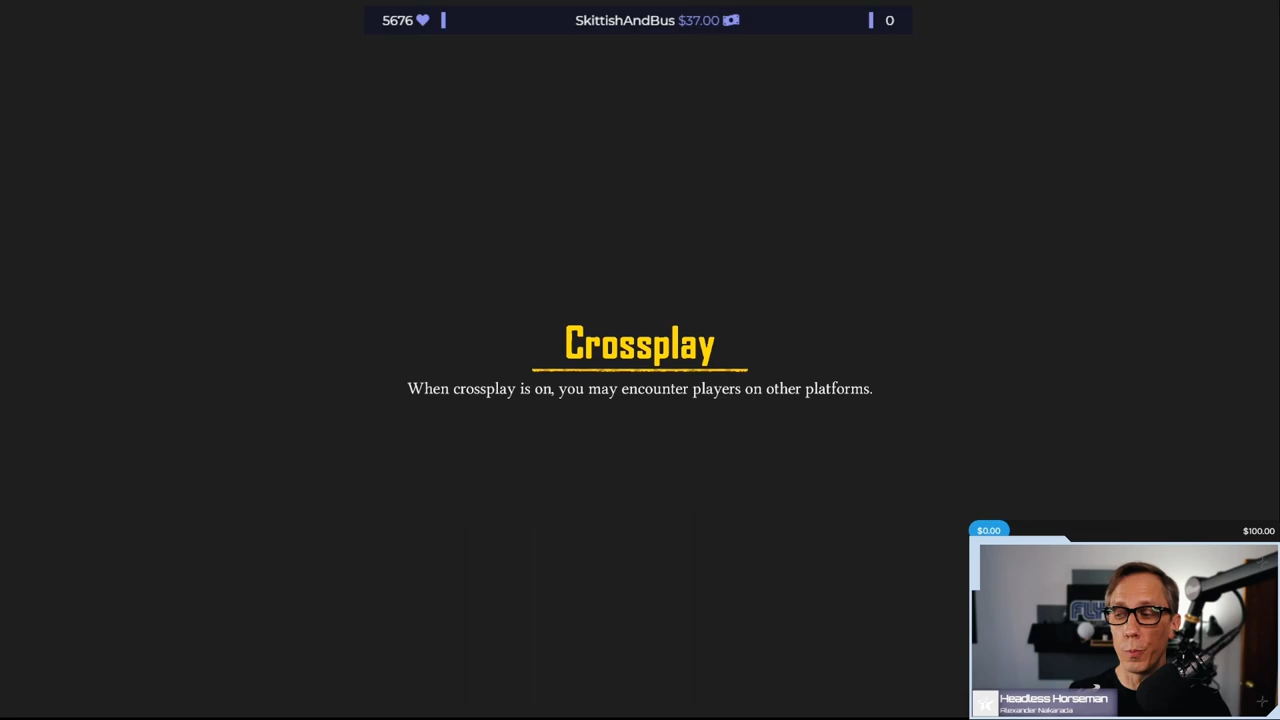 5676
SkittishAndBus $37.00
0
Crossplay
When crossplay is on, you may encounter players on other platforms.
$0.00
$100.00
FLY
Headless Horseman
Alexander Nakarada